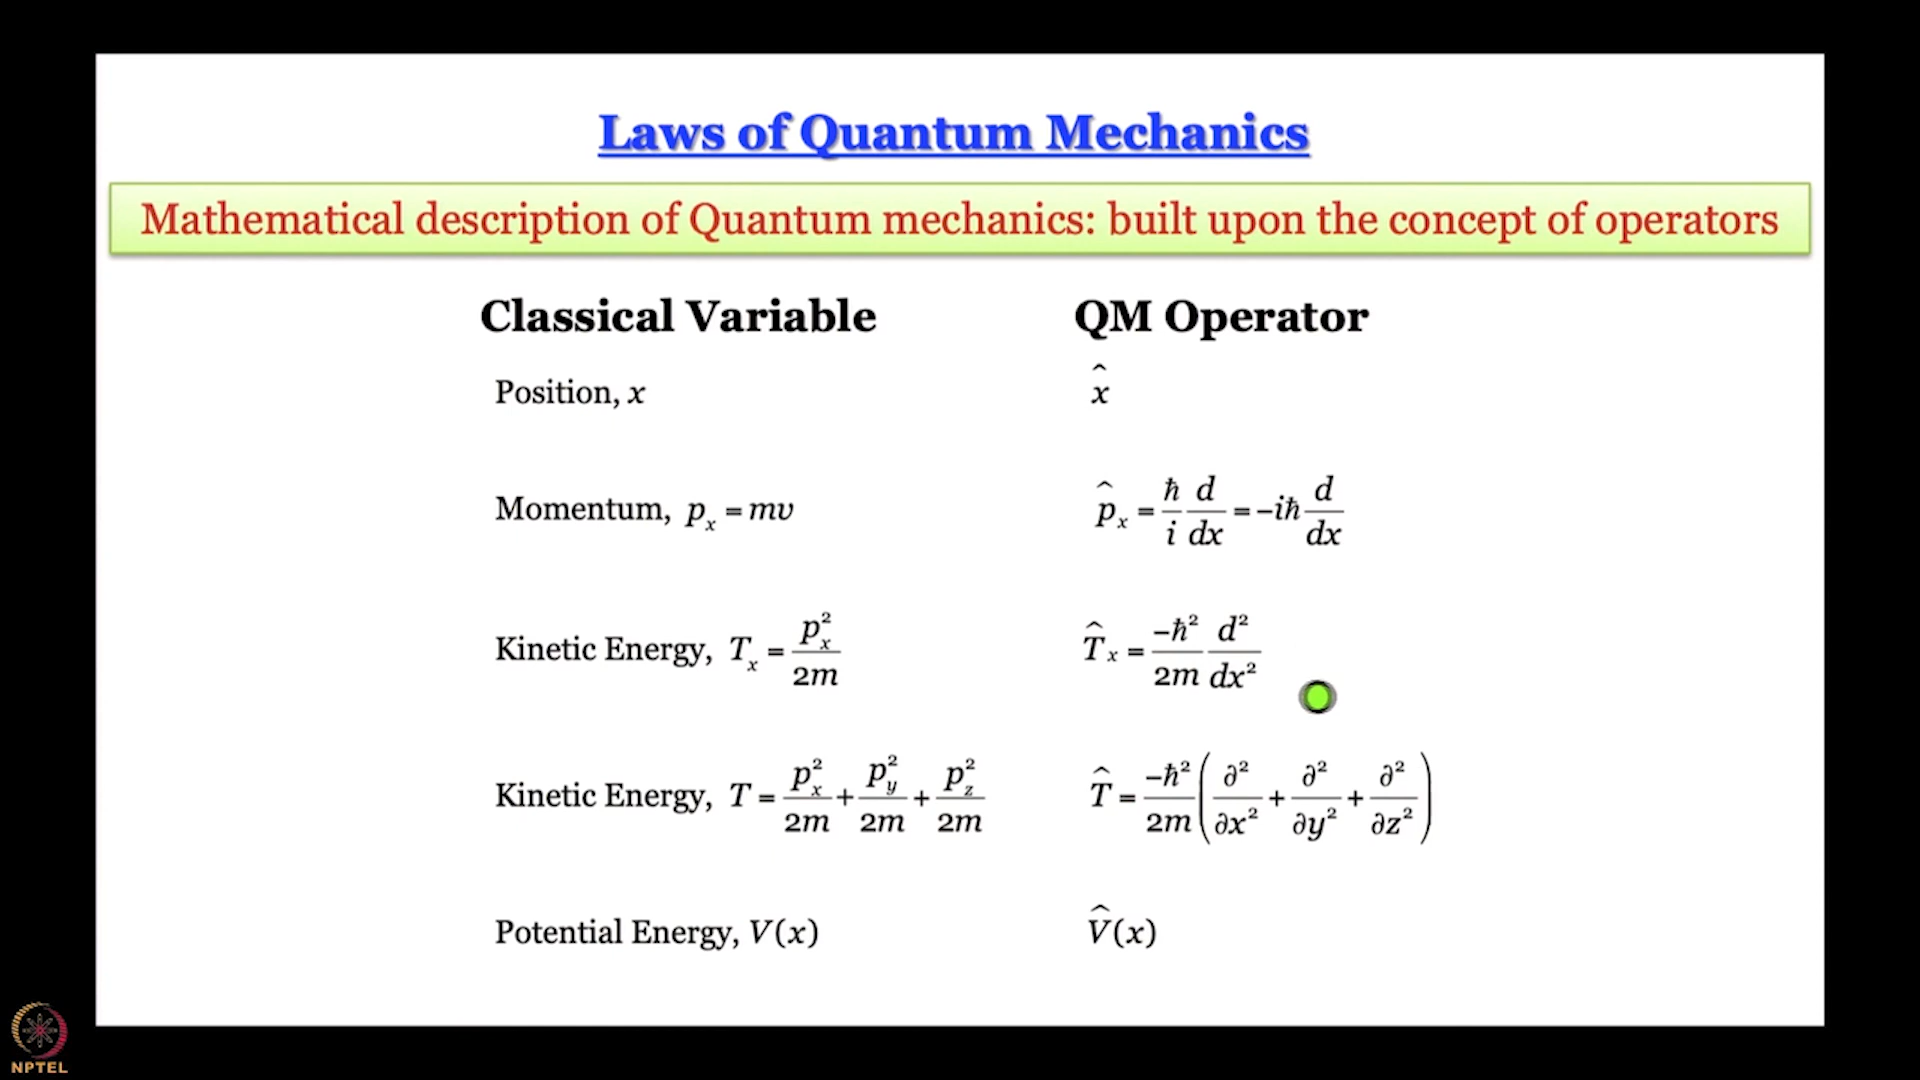 Laws of Quantum Mechanics
Mathematical description of Quantum mechanics: built upon the concept of operators
Classical Variable QM Operator
Position, x x̂
Momentum, pₓ = mv p̂ₓ = ħ/i d/dx = −iħ d/dx
Kinetic Energy, Tₓ = pₓ²/2m T̂ₓ = −ħ²/2m d²/dx²
Kinetic Energy, T = pₓ²/2m + p_y²/2m + p_z²/2m T̂ = −ħ²/2m (∂²/∂x² + ∂²/∂y² + ∂²/∂z²)
Potential Energy, V(x) V̂(x)
NPTEL